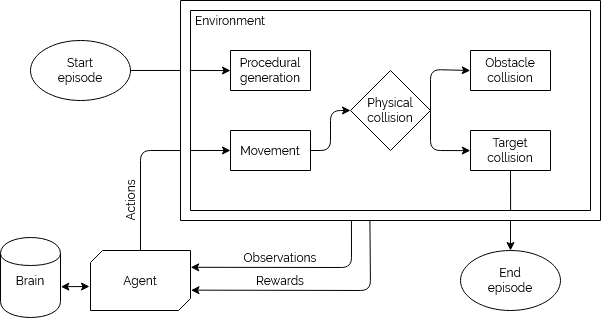 Environment
Start
episode
Procedural
generation
Obstacle
collision
Physical
collision
Movement
Target
collision
Actions
Observations
Rewards
Brain
Agent
End
episode